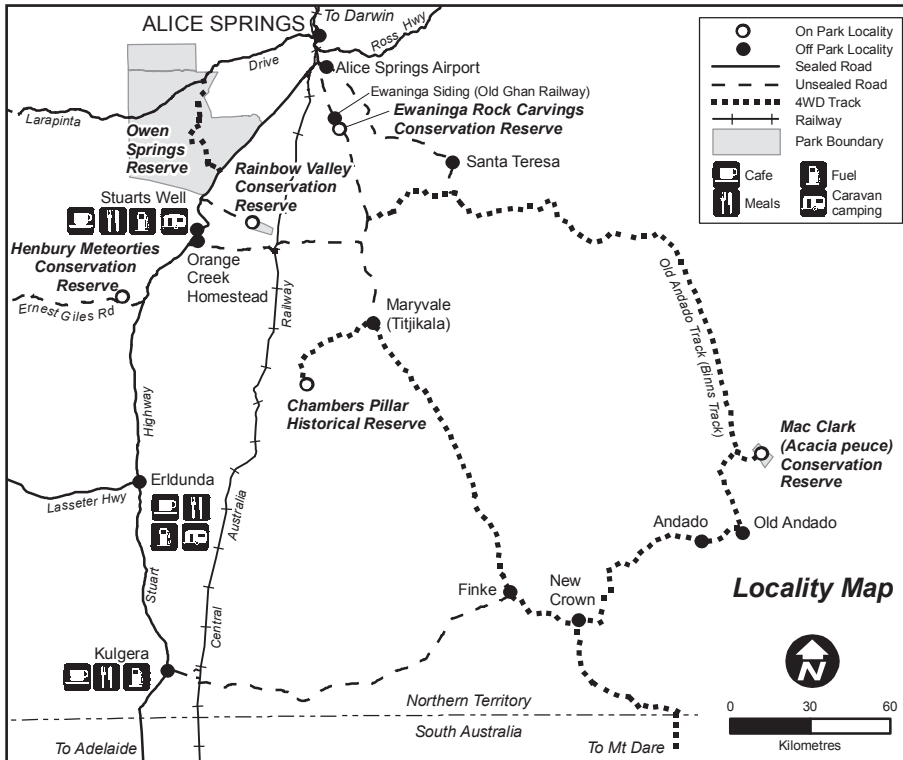 ALICE SPRINGS
To Darwin
Ross Hwy
Drive
Alice Springs Airport
Larapinta
Ewaninga Siding (Old Ghan Railway)
Ewaninga Rock Carvings
Conservation Reserve
Owen
Springs
Reserve
Rainbow Valley
Conservation
Reserve
Santa Teresa
Stuarts Well
Henbury Meteorties
Conservation
Reserve
Orange
Creek
Homestead
Ernest Giles Rd
Railway
Maryvale
(Titjikala)
Old Andado Track (Binns Track)
Chambers Pillar
Historical Reserve
Highway
Mac Clark
(Acacia peuce)
Conservation
Reserve
Erldunda
Lasseter Hwy
Australia
Andado
Old Andado
Stuart
Central
Finke
New
Crown
Kulgera
Northern Territory
South Australia
To Adelaide
To Mt Dare
On Park Locality
Off Park Locality
Sealed Road
Unsealed Road
4WD Track
Railway
Park Boundary
Cafe
Fuel
Meals
Caravan
camping
Locality Map
N
0 30 60
Kilometres